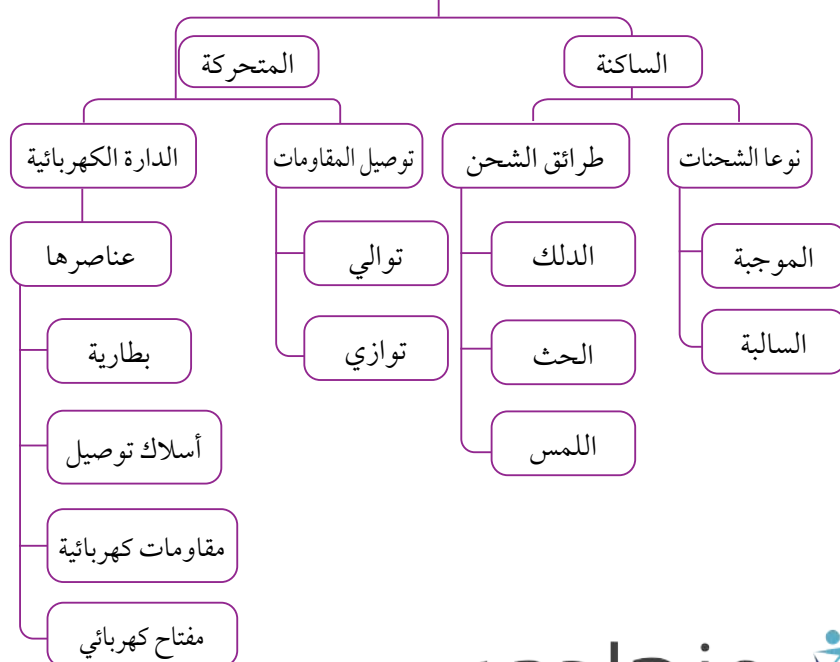 الساكنة
المتحركة
نوعا الشحنات
طرائق الشحن
توصيل المقاومات
الدارة الكهربائية
الموجبة
السالبة
الدلك
الحث
اللمس
توالي
توازي
عناصرها
بطارية
أسلاك توصيل
مقاومات كهربائية
مفتاح كهربائي